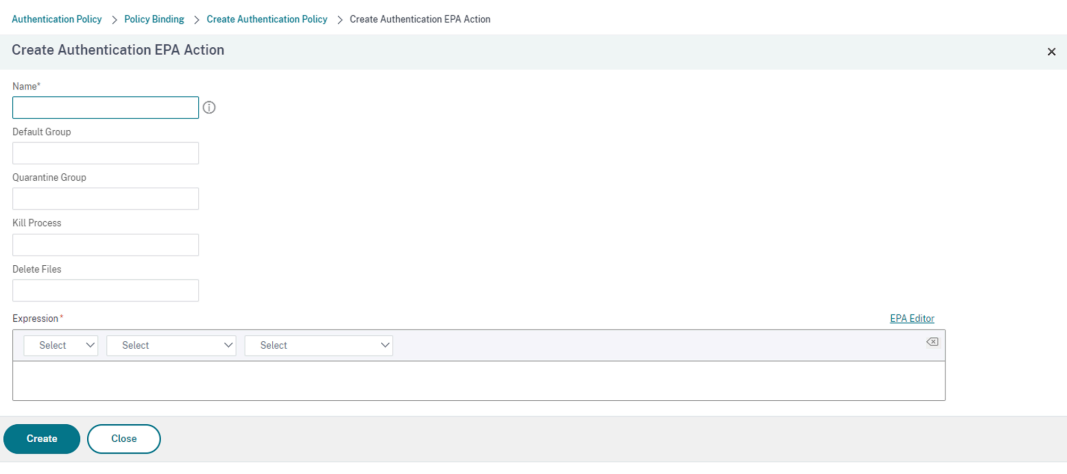 Authentication Policy > Policy Binding > Create Authentication Policy > Create Authentication EPA Action
Create Authentication EPA Action
Name*
Default Group
Quarantine Group
Kill Process
Delete Files
Expression* EPA Editor
Select Select Select
Create Close